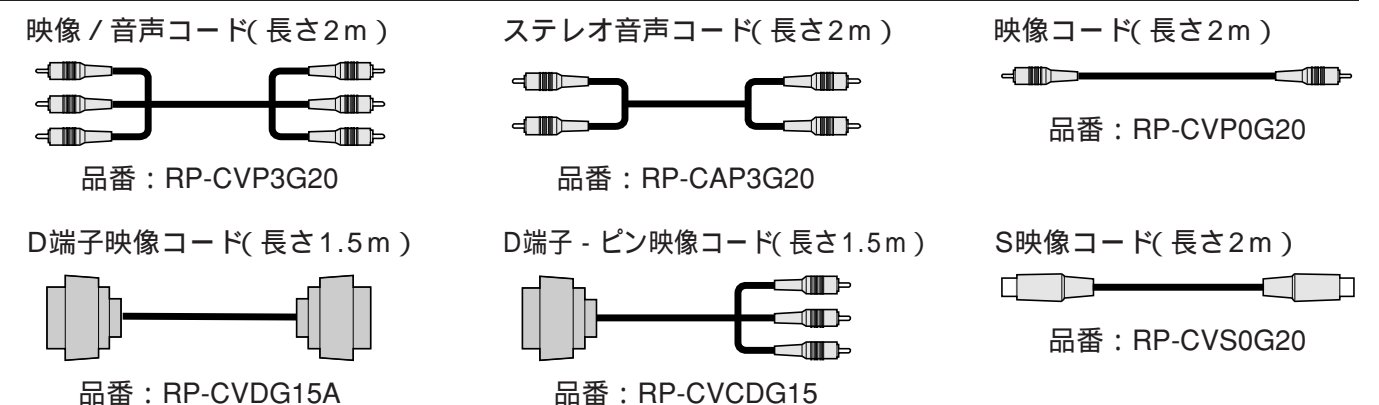 映像 / 音声コード(長さ2m)
品番:RP-CVP3G20
ステレオ音声コード(長さ2m)
品番:RP-CAP3G20
映像コード(長さ2m)
品番:RP-CVP0G20
D端子映像コード(長さ1.5m)
品番:RP-CVDG15A
D端子 - ピン映像コード(長さ1.5m)
品番:RP-CVCDG15
S映像コード(長さ2m)
品番:RP-CVS0G20